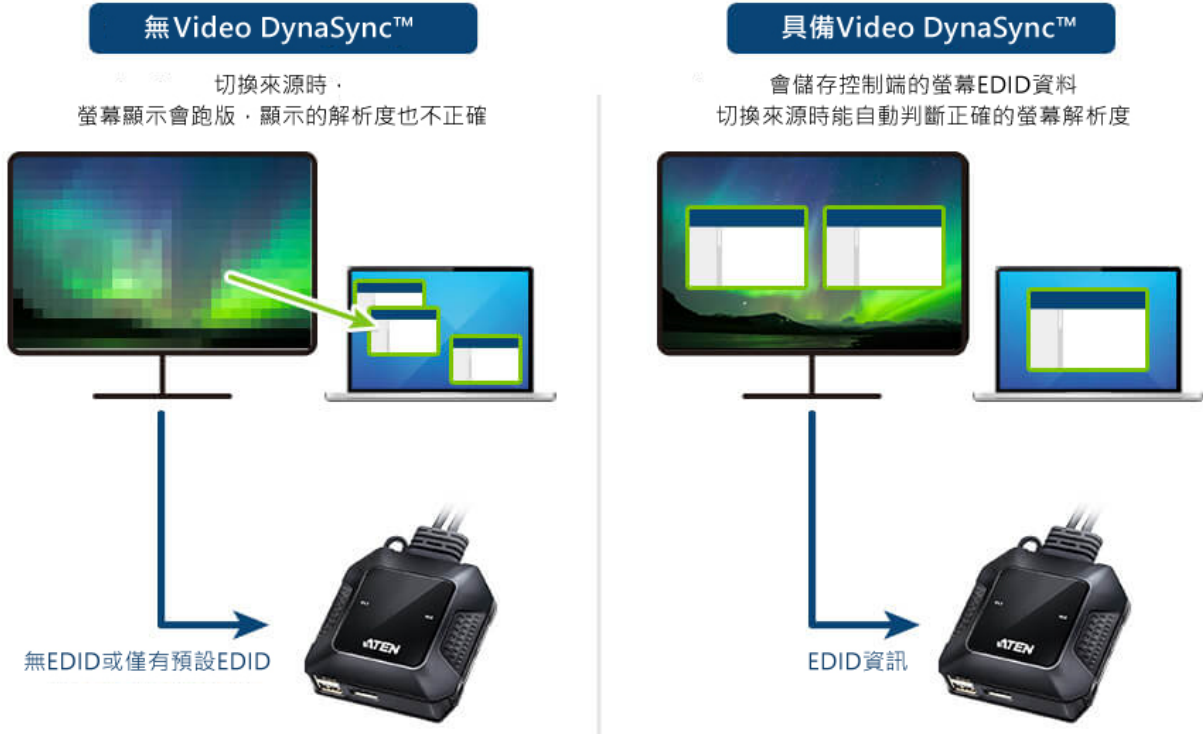 無Video DynaSync™
切換來源時，
螢幕顯示會跑版，顯示的解析度也不正確
無EDID或僅有預設EDID
ATEN
具備Video DynaSync™
會儲存控制端的螢幕EDID資料
切換來源時能自動判斷正確的螢幕解析度
EDID資訊
ATEN